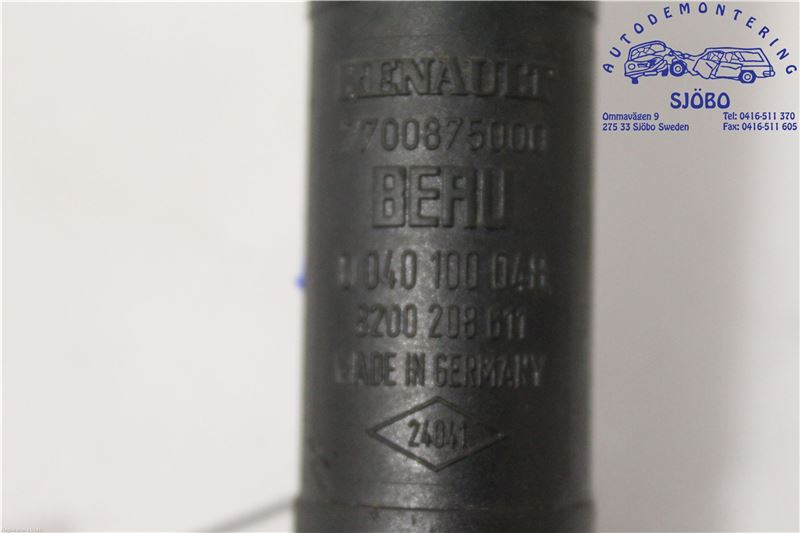 RENAULT
7700875000
BERU
0 040 100 048
8200 208 611
MADE IN GERMANY
24041
AUTODEMONTERING
SJÖBO
Ommavägen 9
275 33 Sjöbo Sweden
Tel: 0416-511 370
Fax: 0416-511 605